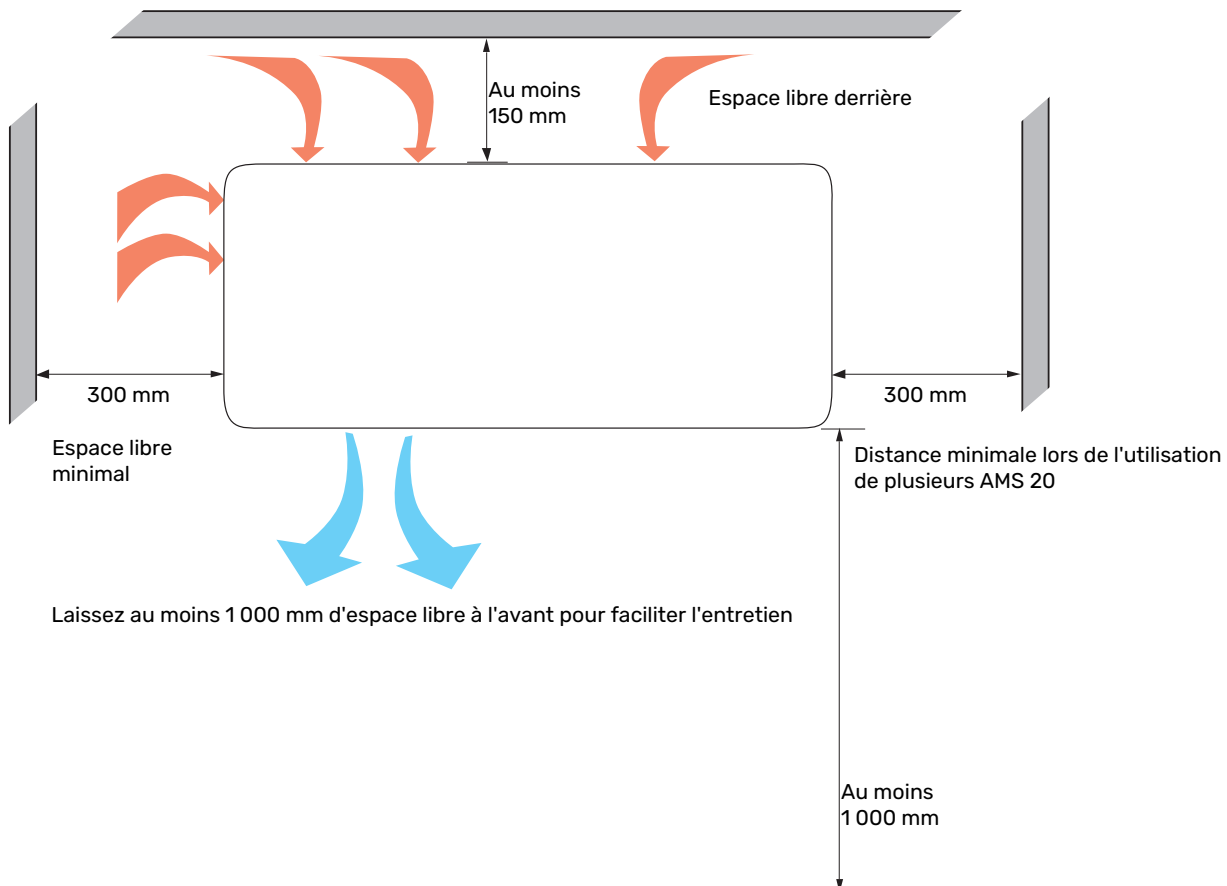 Au moins
150 mm
Espace libre derrière
300 mm
300 mm
Espace libre
minimal
Distance minimale lors de l'utilisation
de plusieurs AMS 20
Laissez au moins 1 000 mm d'espace libre à l'avant pour faciliter l'entretien
Au moins
1 000 mm